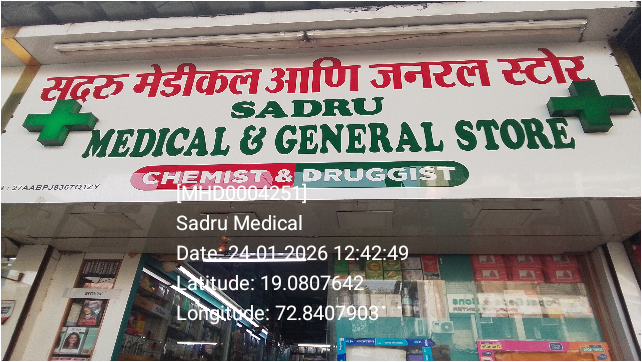 सदरु मेडीकल आणि जनरल स्टोर
SADRU
MEDICAL & GENERAL STORE
CHEMIST & DRUGGIST
[MHD0004251]
Sadru Medical
Date: 24-01-2026 12:42:49
Latitude: 19.0807642
Longitude: 72.8407903